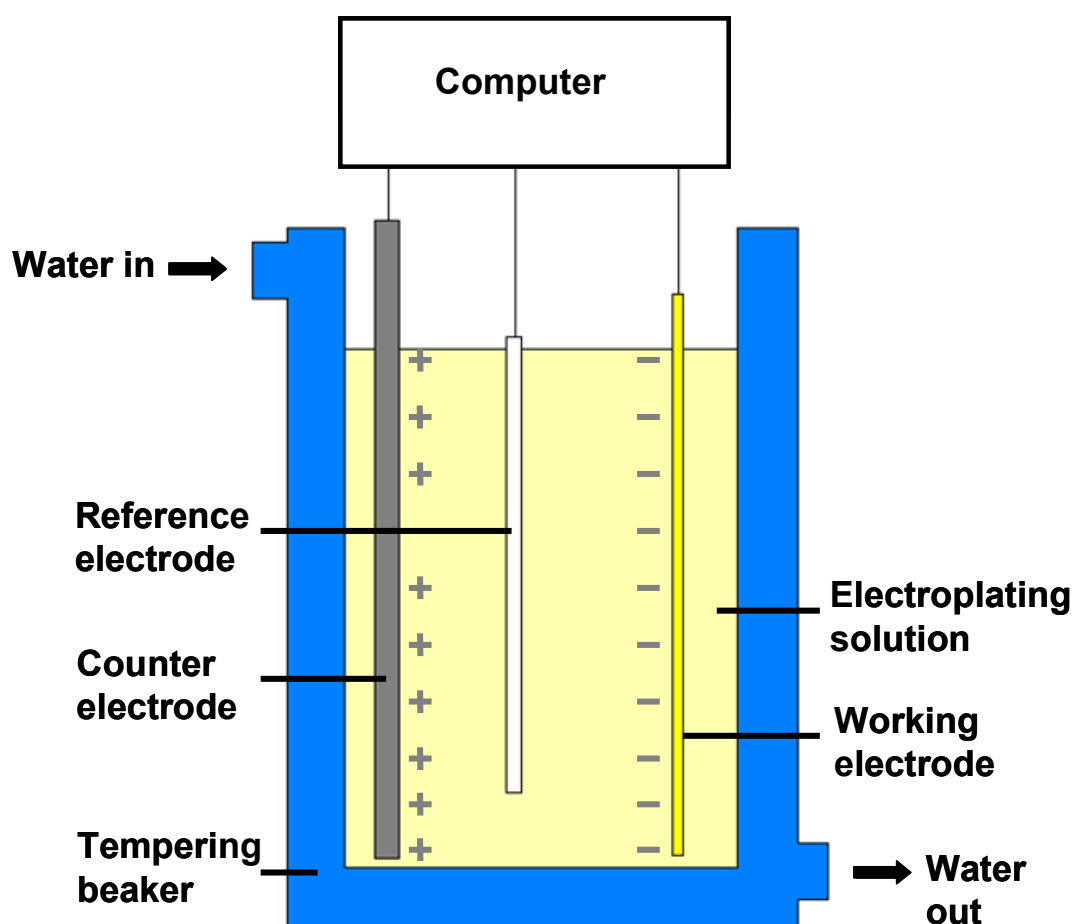 Computer
Water in
Reference
electrode
Counter
electrode
Tempering
beaker
Electroplating
solution
Working
electrode
Water
out